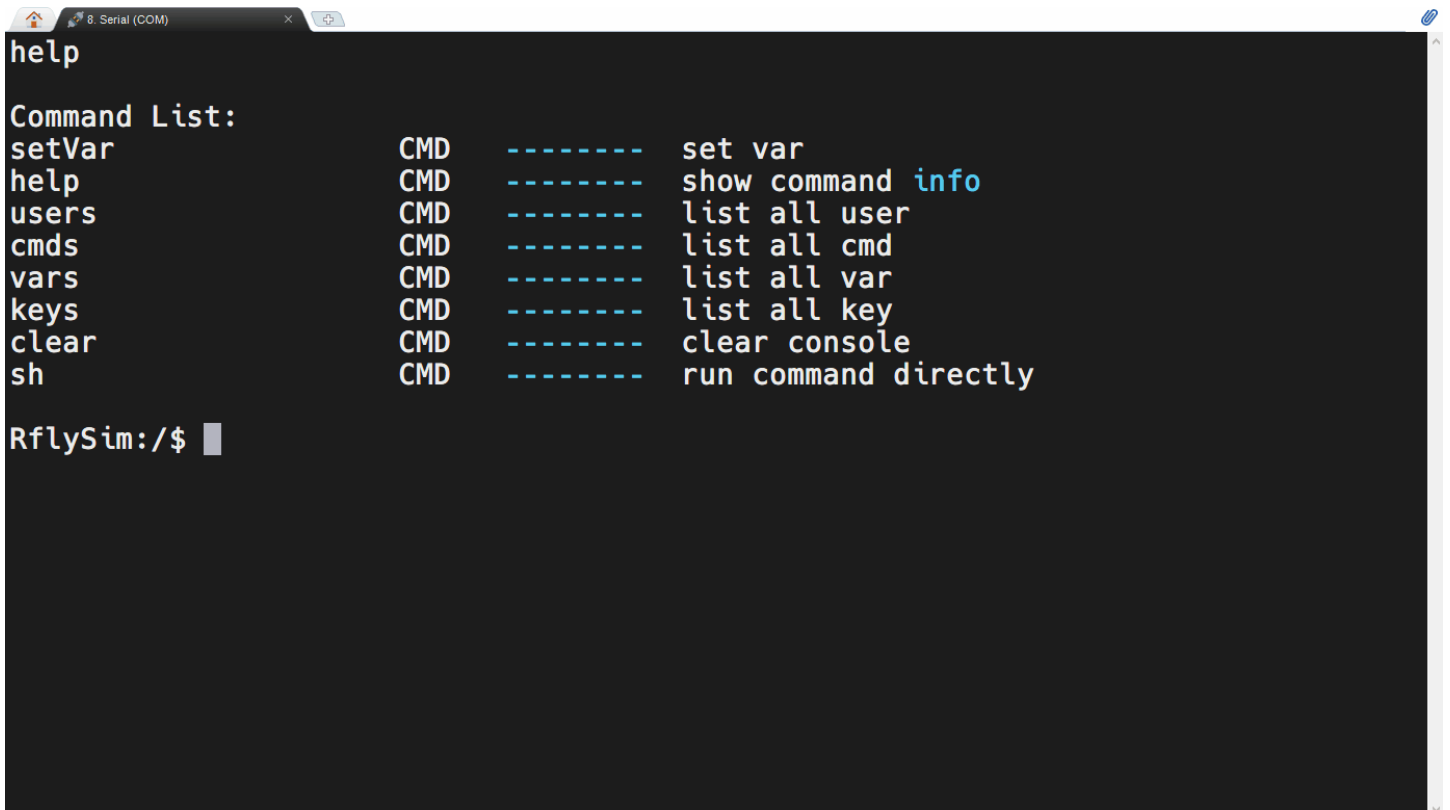 8. Serial (COM)
help
Command List:
setVar CMD -------- set var
help CMD -------- show command info
users CMD -------- list all user
cmds CMD -------- list all cmd
vars CMD -------- list all var
keys CMD -------- list all key
clear CMD -------- clear console
sh CMD -------- run command directly
RflySim:/$